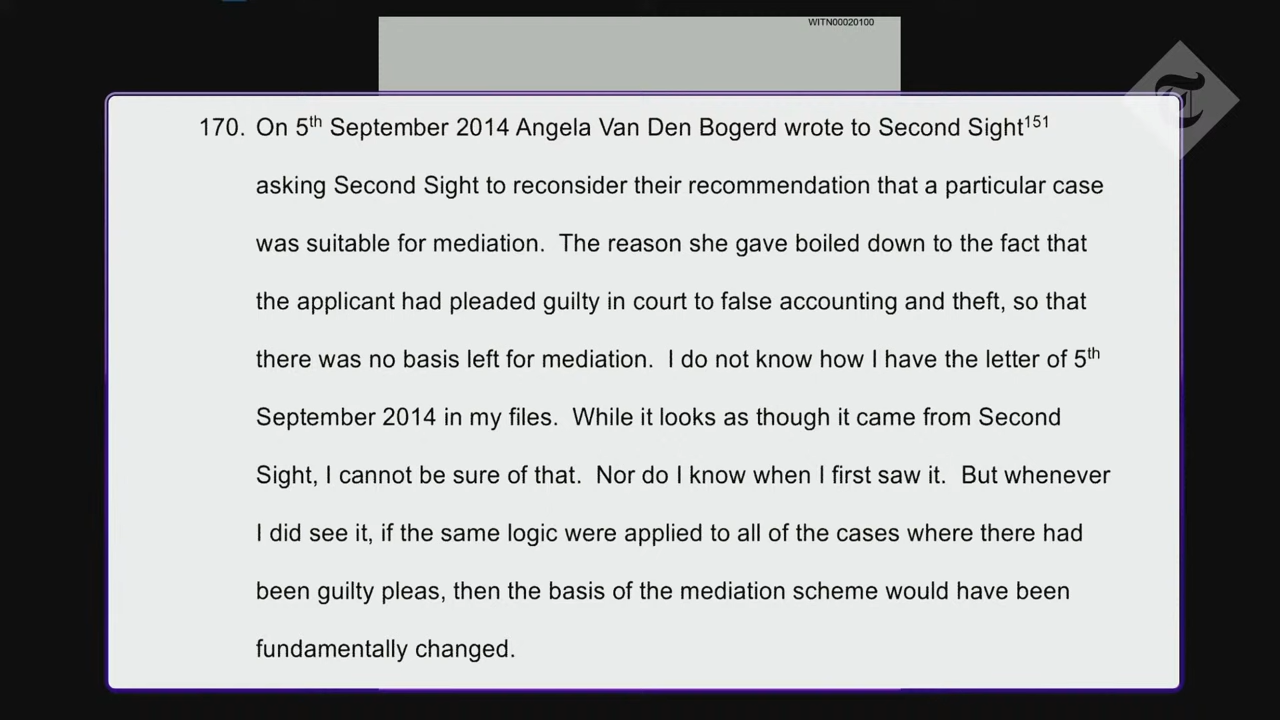 WITN00020100
170. On 5th September 2014 Angela Van Den Bogerd wrote to Second Sight151
asking Second Sight to reconsider their recommendation that a particular case
was suitable for mediation. The reason she gave boiled down to the fact that
the applicant had pleaded guilty in court to false accounting and theft, so that
there was no basis left for mediation. I do not know how I have the letter of 5th
September 2014 in my files. While it looks as though it came from Second
Sight, I cannot be sure of that. Nor do I know when I first saw it. But whenever
I did see it, if the same logic were applied to all of the cases where there had
been guilty pleas, then the basis of the mediation scheme would have been
fundamentally changed.